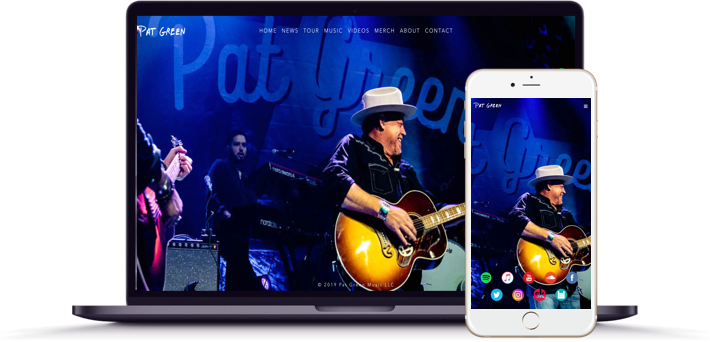 Pat Green
HOME NEWS TOUR MUSIC VIDEOS MERCH ABOUT CONTACT
Pat Green
© 2019 Pat Green Music LLC
Pat Green
Green